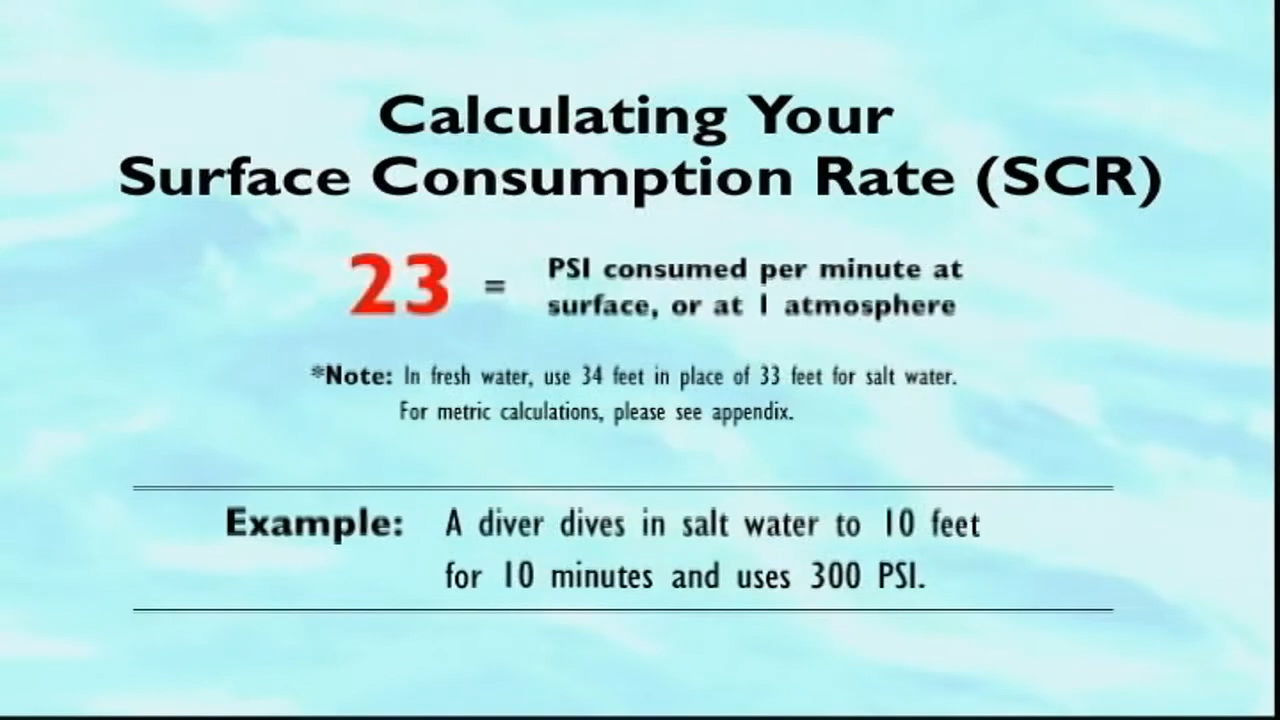 Calculating Your
Surface Consumption Rate (SCR)
23 = PSI consumed per minute at
surface, or at 1 atmosphere
*Note: In fresh water, use 34 feet in place of 33 feet for salt water.
For metric calculations, please see appendix.
Example: A diver dives in salt water to 10 feet
for 10 minutes and uses 300 PSI.